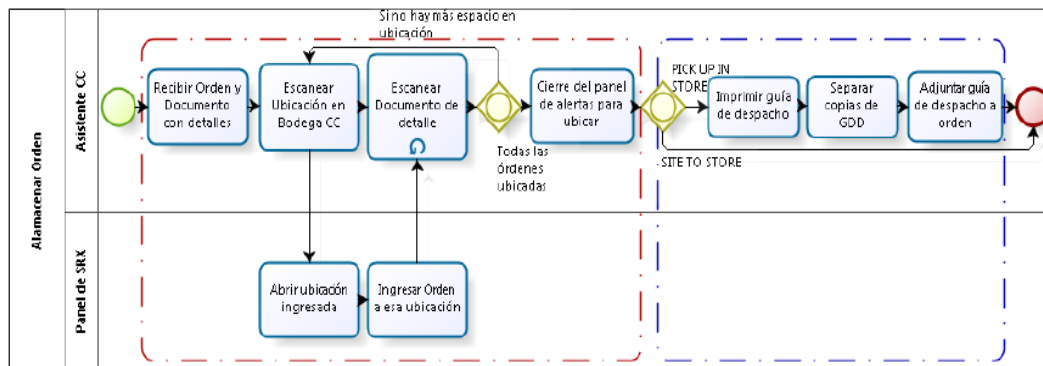 Alamacenar Orden
Asistente CC
Panel de SRX
Si no hay más espacio en
ubicación
Recibir Orden y
Documento
con detalles
Escanear
Ubicación en
Bodega CC
Escanear
Documento de
detalle
Todas las
órdenes
ubicadas
Cierre del panel
de alertas para
ubicar
PICK UP IN
STORE
Imprimir guía
de despacho
Separar
copias de
GDD
Adjuntar guía
de despacho a
orden
SITE TO STORE
Abrir ubicación
ingresada
Ingresar Orden
a esa ubicación